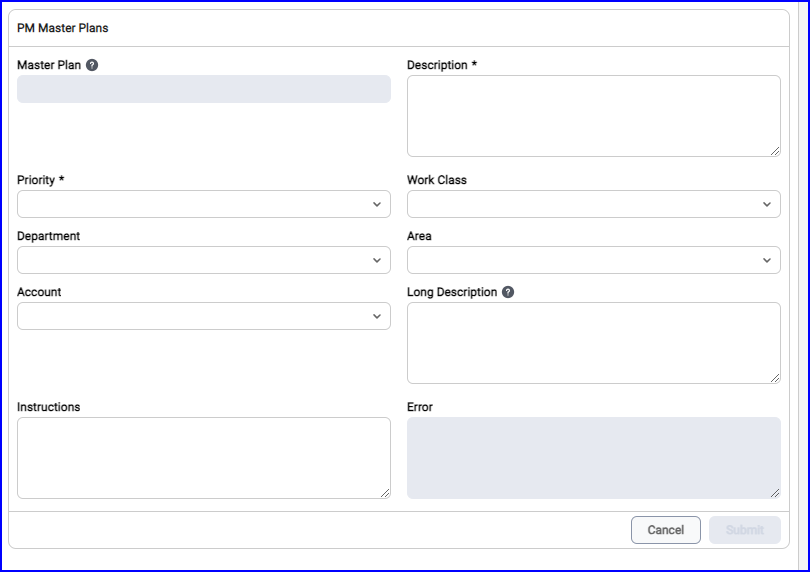 PM Master Plans
Master Plan ?
Description *
Priority *
Work Class
Department
Area
Account
Long Description ?
Instructions
Error
Cancel
Submit